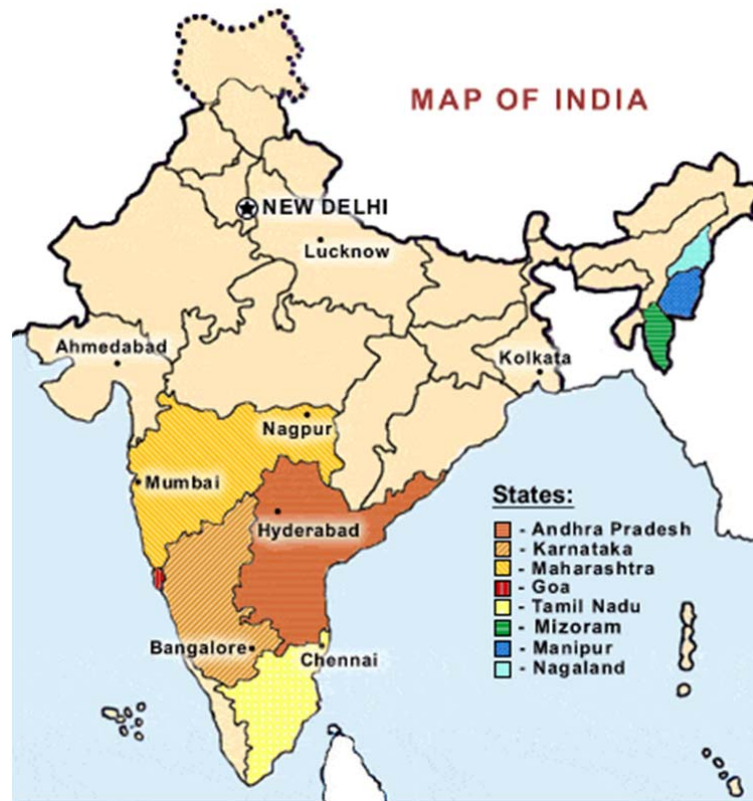 MAP OF INDIA
NEW DELHI
Lucknow
Ahmedabad
Kolkata
Nagpur
Mumbai
Hyderabad
Bangalore
Chennai
States:
- Andhra Pradesh
- Karnataka
- Maharashtra
- Goa
- Tamil Nadu
- Mizoram
- Manipur
- Nagaland